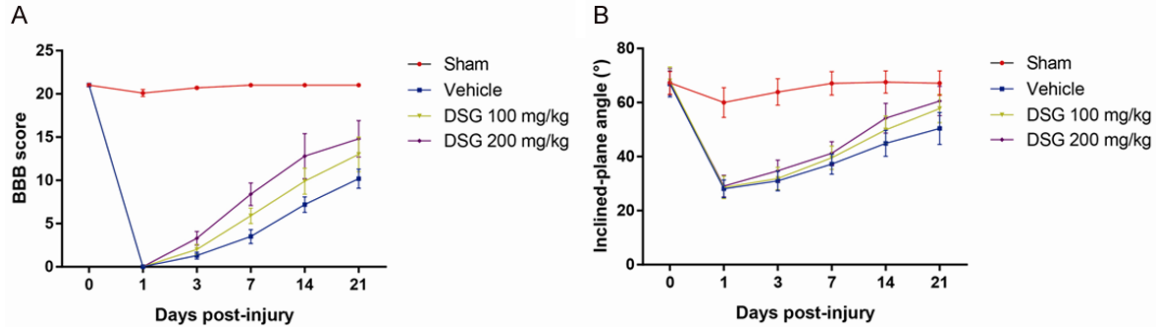 A
BBB score
25
20
15
10
5
0
0 1 3 7 14 21
Days post-injury
Sham
Vehicle
DSG 100 mg/kg
DSG 200 mg/kg
B
Inclined-plane angle (°)
80
60
40
20
0
0 1 3 7 14 21
Days post-injury
Sham
Vehicle
DSG 100 mg/kg
DSG 200 mg/kg